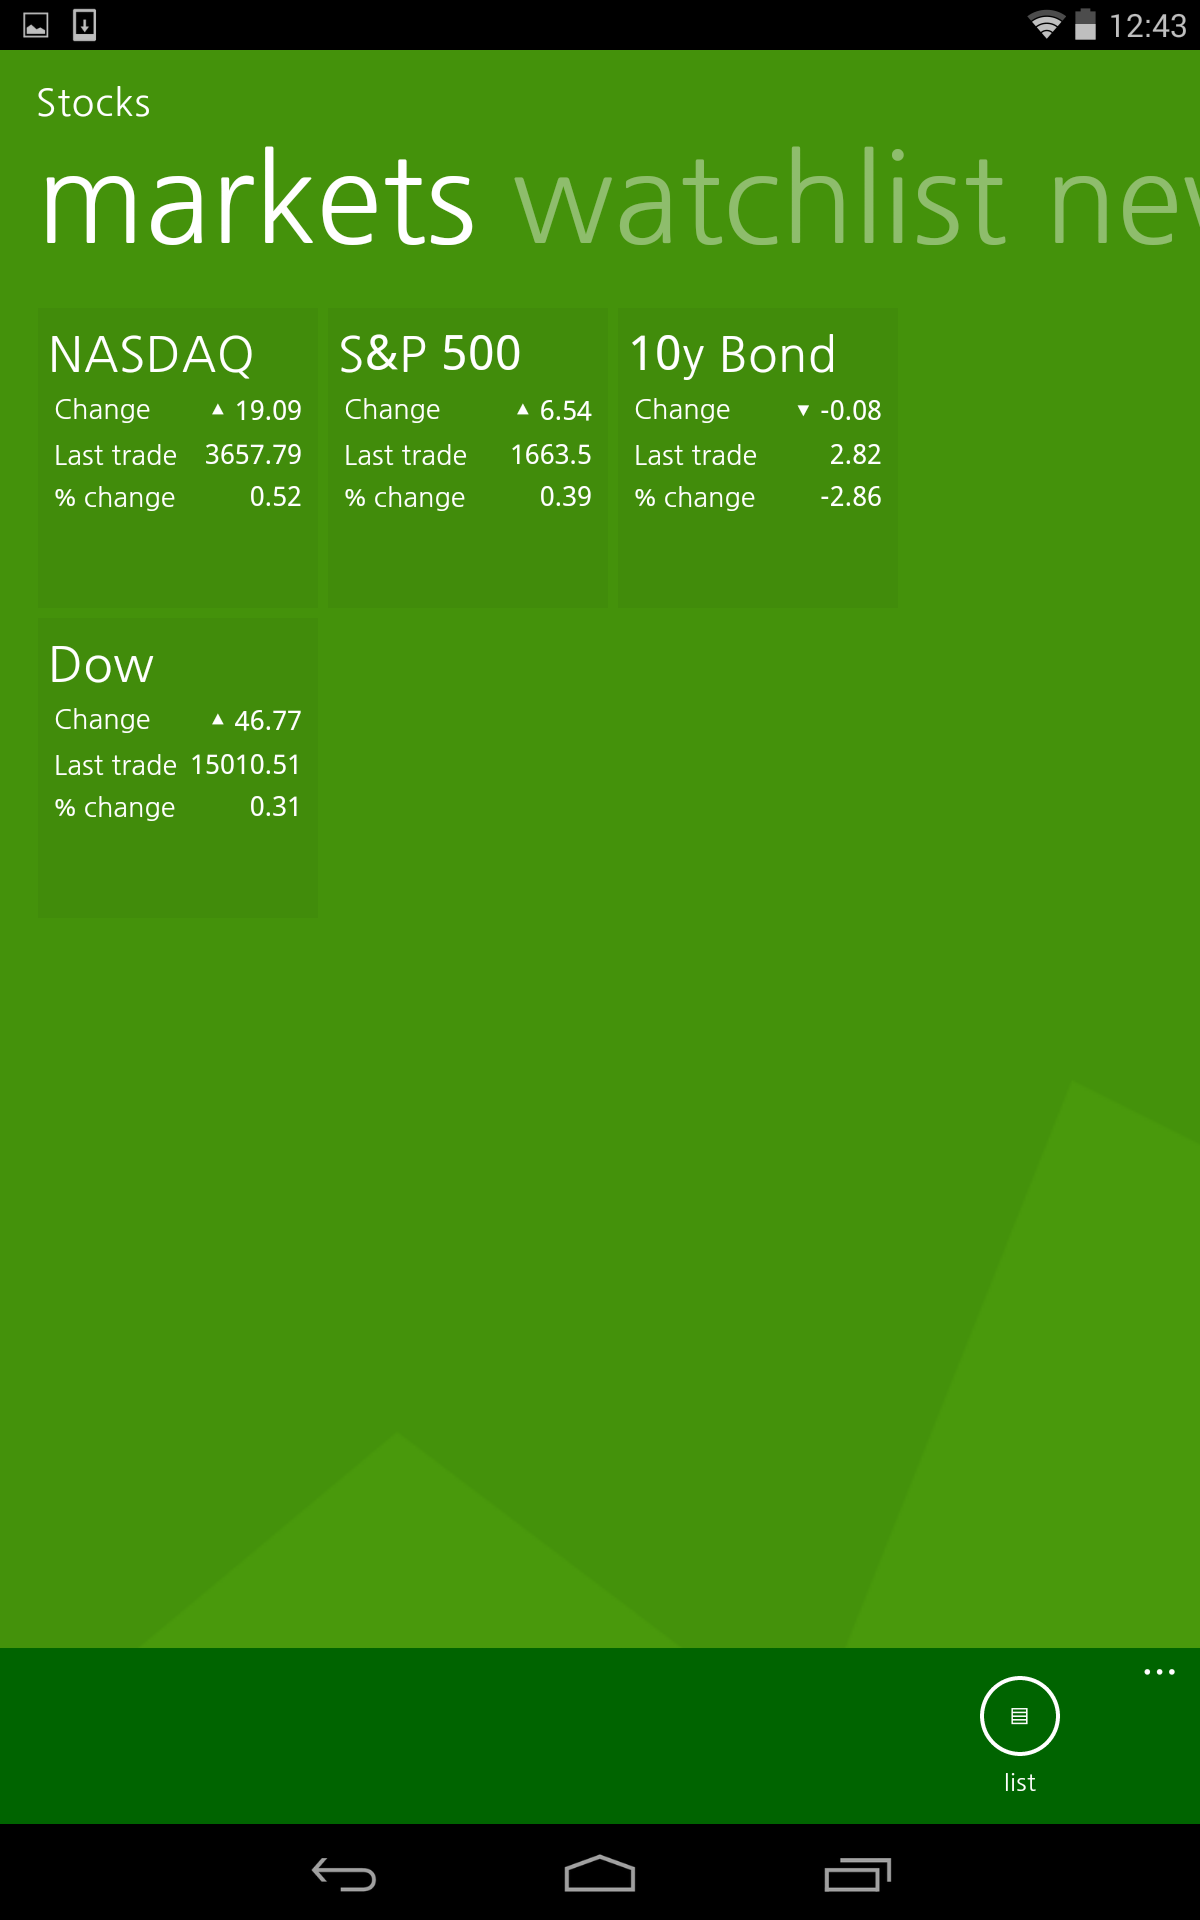 12:43
Stocks
markets watchlist
NASDAQ
Change ▲ 19.09
Last trade 3657.79
% change 0.52
S&P 500
Change ▲ 6.54
Last trade 1663.5
% change 0.39
10y Bond
Change ▼ -0.08
Last trade 2.82
% change -2.86
Dow
Change ▲ 46.77
Last trade 15010.51
% change 0.31
list